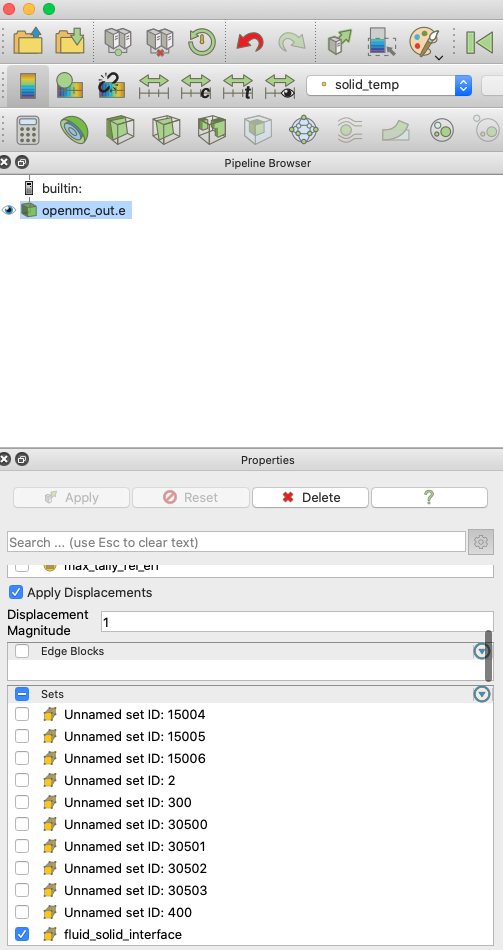 solid_temp
Pipeline Browser
builtin:
openmc_out.e
Properties
Apply Reset Delete ?
Search ... (use Esc to clear text)
max_tally_rel_err
Apply Displacements
Displacement
Magnitude
1
Edge Blocks
Sets
Unnamed set ID: 15004
Unnamed set ID: 15005
Unnamed set ID: 15006
Unnamed set ID: 2
Unnamed set ID: 300
Unnamed set ID: 30500
Unnamed set ID: 30501
Unnamed set ID: 30502
Unnamed set ID: 30503
Unnamed set ID: 400
fluid_solid_interface